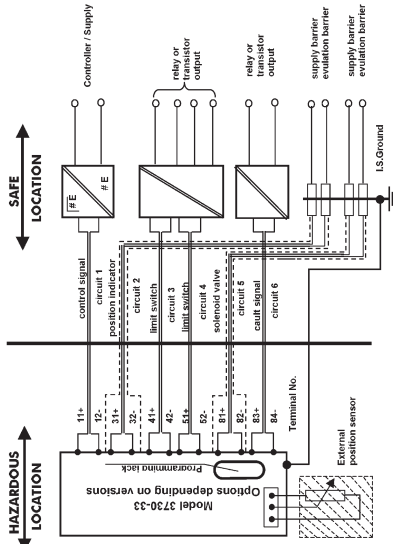 Controller / Supply
relay or
transistor
output
relay or
transistor
output
supply barrier
evulation barrier
supply barrier
evulation barrier
SAFE
LOCATION
#E
#E
I.S.Ground
control signal
circuit 1
position indicator
circuit 2
limit switch
circuit 3
limit switch
circuit 4
solenoid valve
circuit 5
cault signal
circuit 6
11+
12-
31+
32-
41+
42-
51+
52-
81+
82-
83+
84-
Terminal No.
HAZARDOUS
LOCATION
Programming jack
Options depending on versions
Model 3730-33
External
position sensor